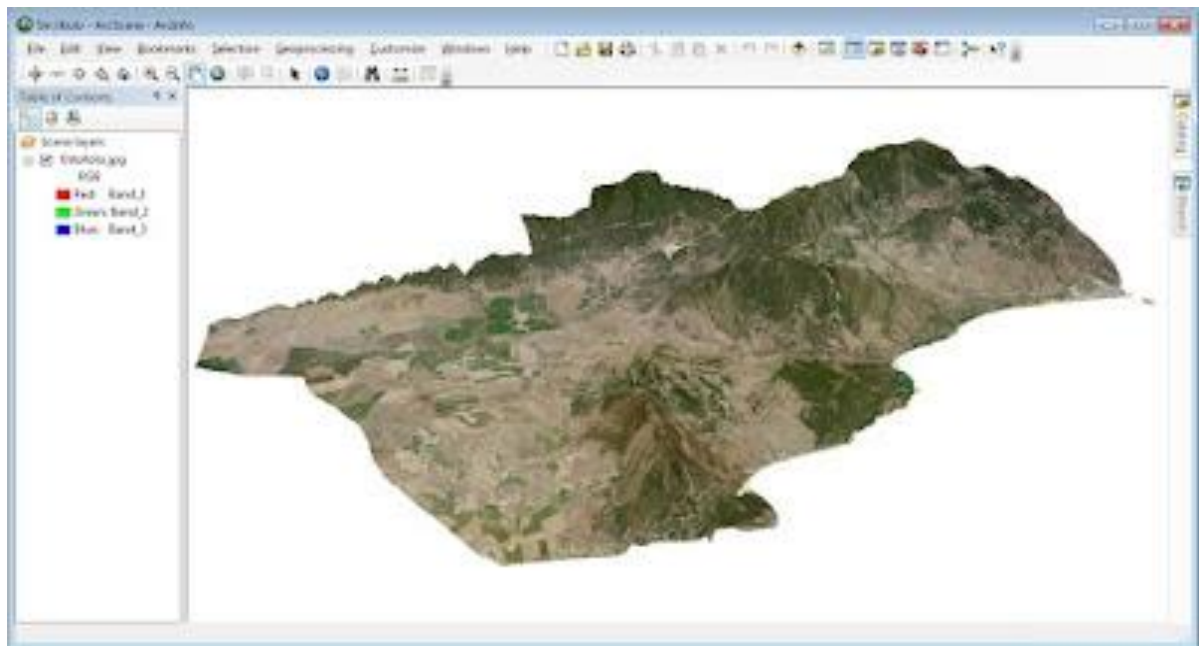 ArcScene - ArcInfo
File Edit View Bookmarks Selection Geoprocessing Customize Windows Help
Table Of Contents
Scene layers
RGB
Red: Band_1
Green: Band_2
Blue: Band_3
Catalog
Search